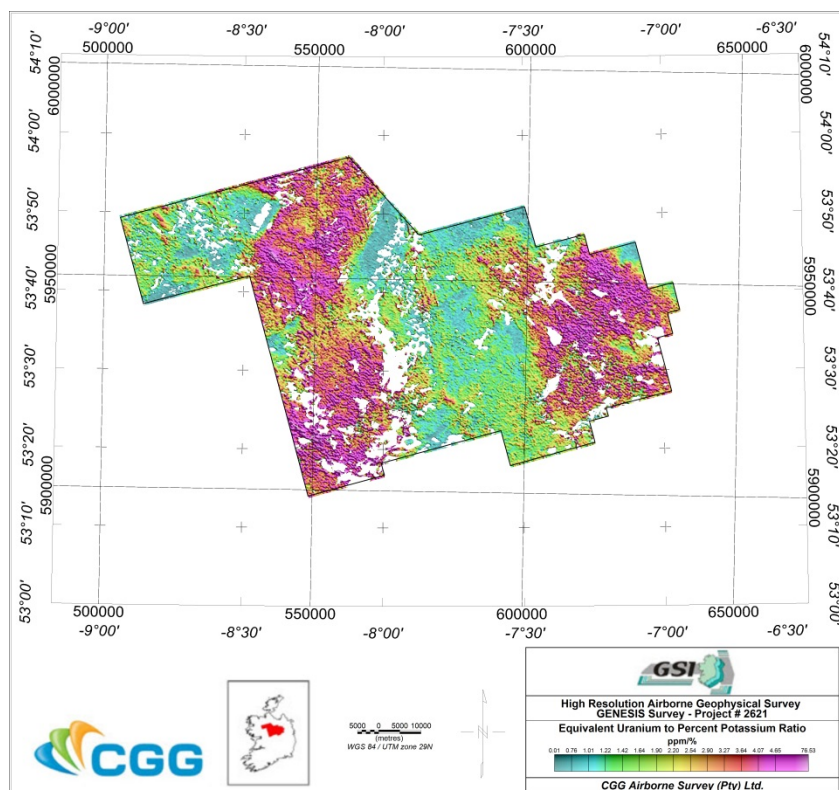 -9°00' -8°30' -8°00' -7°30' -7°00' -6°30'
500000 550000 600000 650000
54°10' 54°10'
6000000 6000000
54°00' 54°00'
53°50' 53°50'
5950000 5950000
53°40' 53°40'
53°30' 53°30'
53°20' 53°20'
5900000 5900000
53°10' 53°10'
53°00' 53°00'
500000 550000 600000 650000
-9°00' -8°30' -8°00' -7°30' -7°00' -6°30'
CGG
5000 0 5000 10000
(metres)
WGS 84 / UTM zone 29N
N
GSI
High Resolution Airborne Geophysical Survey
GENESIS Survey - Project # 2621
Equivalent Uranium to Percent Potassium Ratio
ppm/%
0.01 0.76 1.01 1.22 1.42 1.64 1.90 2.20 2.54 2.90 3.27 3.64 4.07 4.65 76.53
CGG Airborne Survey (Pty) Ltd.